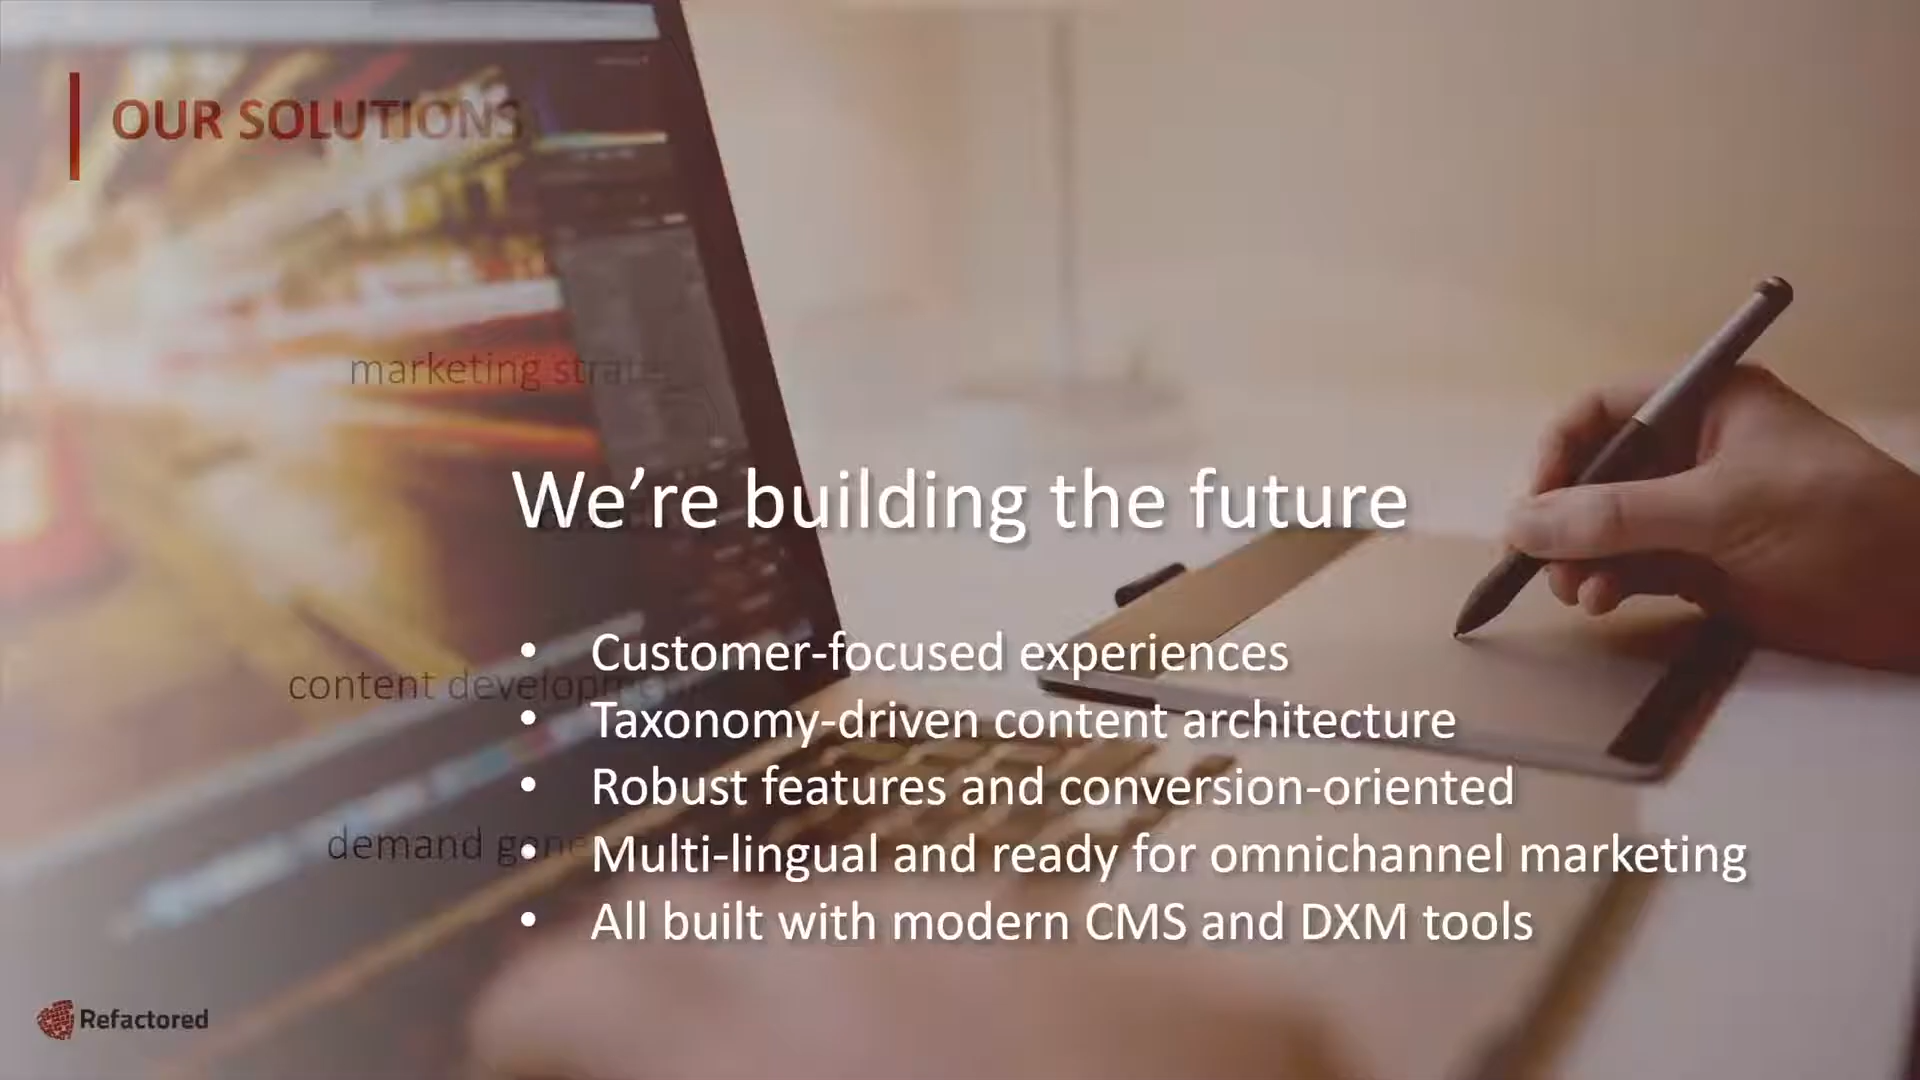 OUR SOLUTIONS
marketing
We’re building the future
• Customer-focused experiences
content
• Taxonomy-driven content architecture
• Robust features and conversion-oriented
demand
• Multi-lingual and ready for omnichannel marketing
• All built with modern CMS and DXM tools
Refactored